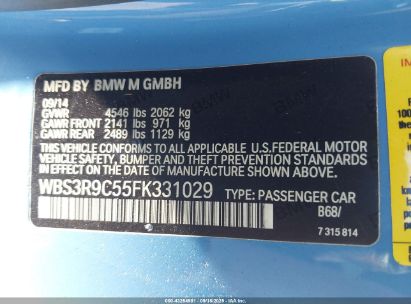 MFD BY BMW M GMBH
09/14
GVWR 4546 lbs 2062 kg
GAWR FRONT 2141 lbs 971 kg
GAWR REAR 2489 lbs 1129 kg
THIS VEHICLE CONFORMS TO ALL APPLICABLE
U.S.FEDERAL MOTOR
VEHICLE SAFETY,
BUMPER, AND THEFT PREVENTION STANDARDS
IN EFFECT ON THE DATE OF MANUFACTURE
SHOWN ABOVE.
WBS3R9C55FK331029
TYPE: PASSENGER CAR
B68/
7 315 814
100